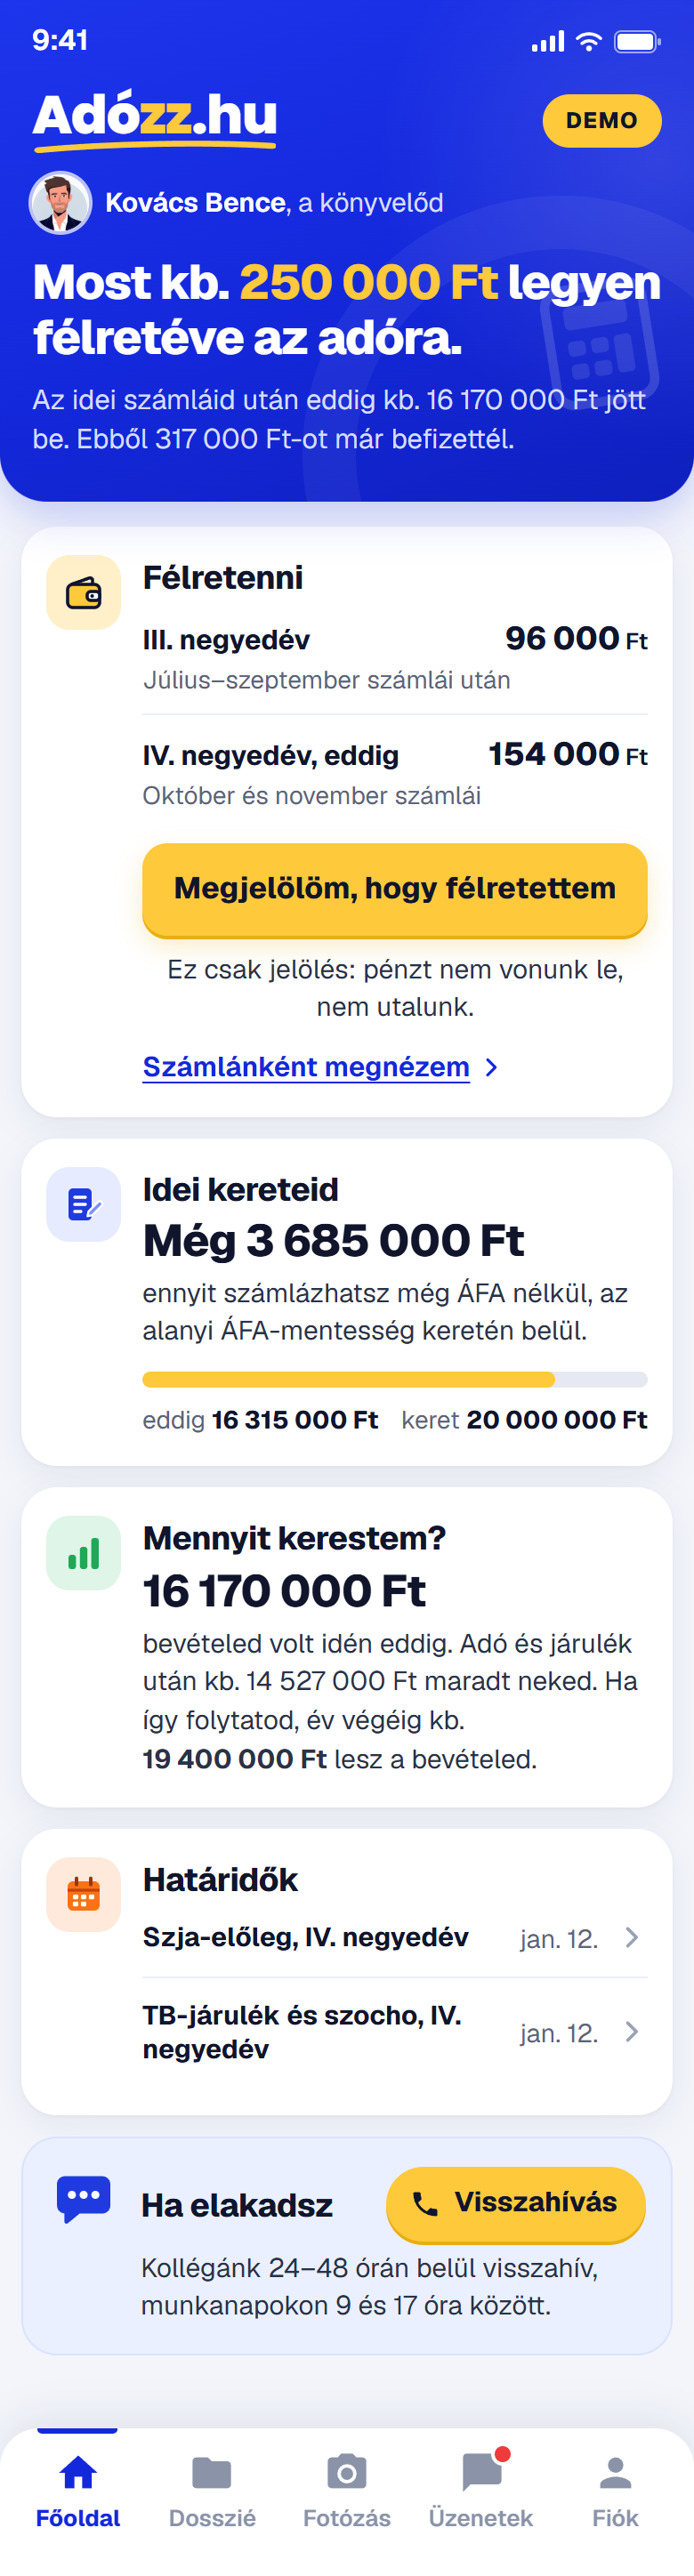 9:41
Adózz.hu
DEMO
Kovács Bence, a könyvelőd
Most kb. 250 000 Ft legyen
félretéve az adóra.
Az idei számláid után eddig kb. 16 170 000 Ft jött
be. Ebből 317 000 Ft-ot már befizettél.
Félretenni
III. negyedév 96 000 Ft
Július–szeptember számlái után
IV. negyedév, eddig 154 000 Ft
Október és november számlái
Megjelölöm, hogy félretettem
Ez csak jelölés: pénzt nem vonunk le,
nem utalunk.
Számlánként megnézem
Idei kereteid
Még 3 685 000 Ft
ennyit számlázhatsz még ÁFA nélkül, az
alanyi ÁFA-mentesség keretén belül.
eddig 16 315 000 Ft keret 20 000 000 Ft
Mennyit kerestem?
16 170 000 Ft
bevételed volt idén eddig. Adó és járulék
után kb. 14 527 000 Ft maradt neked. Ha
így folytatod, év végéig kb.
19 400 000 Ft lesz a bevételed.
Határidők
Szja-előleg, IV. negyedév jan. 12.
TB-járulék és szocho, IV.
negyedév jan. 12.
Ha elakadsz
Visszahívás
Kollégánk 24–48 órán belül visszahív,
munkanapokon 9 és 17 óra között.
Főoldal Dosszié Fotózás Üzenetek Fiók